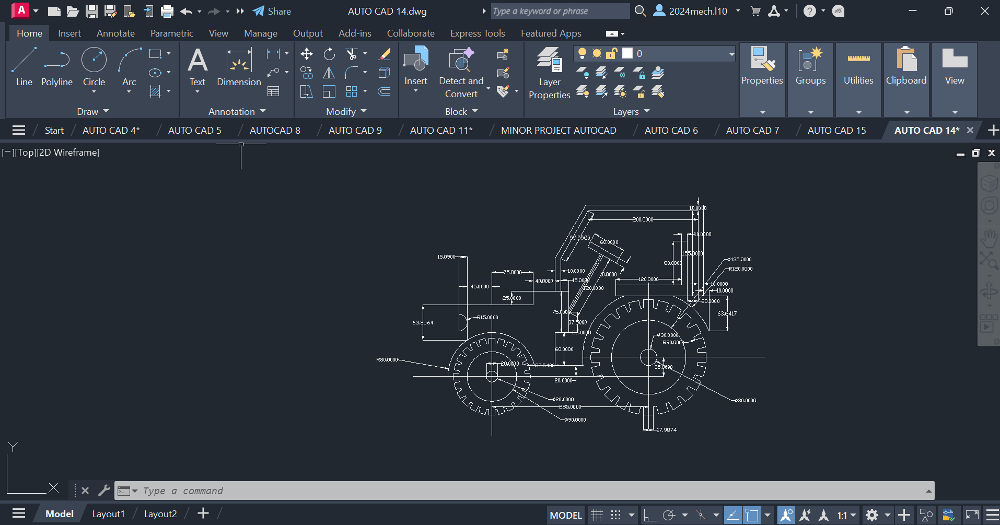 A Share AUTO CAD 14.dwg Type a keyword or phrase 2024mech.l10 ?
Home Insert Annotate Parametric View Manage Output Add-ins Collaborate Express Tools Featured Apps
Line Polyline Circle Arc
A Text Dimension
Insert
Detect and
Convert
0
Layer
Properties
Properties Groups Utilities Clipboard View
Draw Annotation Modify Block Layers
Start AUTO CAD 4* AUTO CAD 5 AUTOCAD 8 AUTO CAD 9 AUTO CAD 11* MINOR PROJECT AUTOCAD AUTO CAD 6 AUTO CAD 7 AUTO CAD 15 AUTO CAD 14*
[−][Top][2D Wireframe]
10.0000
200.0000
10.0000
99.9980
60.0000
155.0000
15.0900
80.0000
ø135.0000
R120.0000
75.0000
10.0000
10.0000
40.0000
15.0000
120.0000
45.0000
120.0000
10.0000
10.0000
25.0000
20.0000
75.000
63.6417
R15.0000
37.5000
63.8564
25.0000
ø30.0000
R90.0000
60.0000
R80.0000
20.0000
37.5400
35.0000
20.0000
ø20.0000
ø30.0000
285.0000
ø90.0000
17.9874
Y
X
Type a command
Model Layout1 Layout2
MODEL 1:1